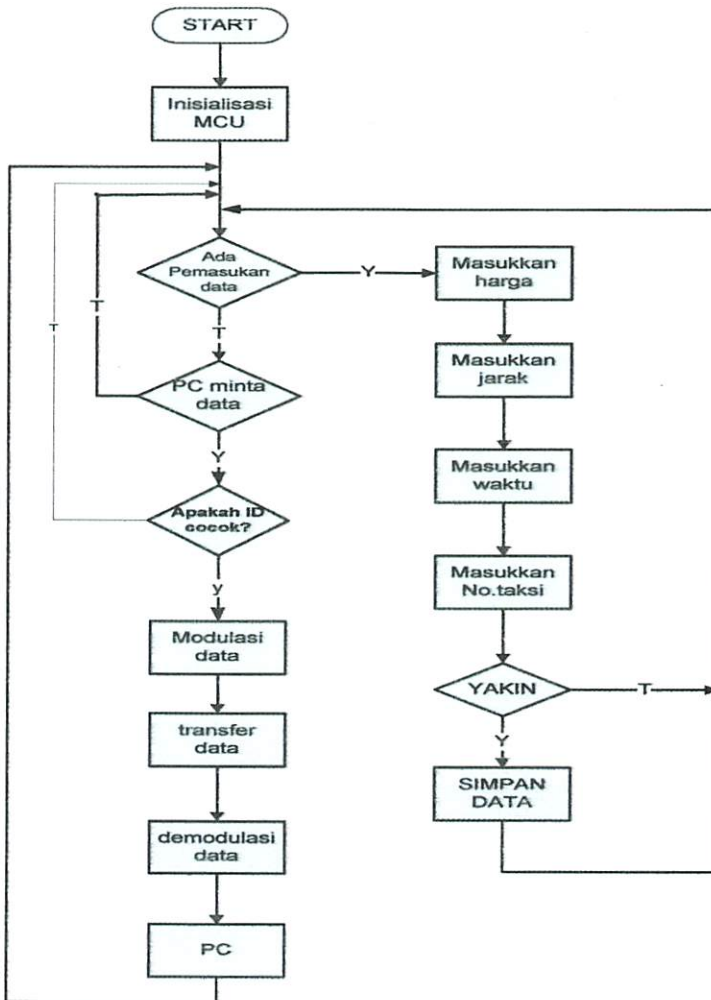 START
Inisialisasi
MCU
Ada
Pemasukan
data
Y
Masukkan
harga
T
T
T
PC minta
data
Masukkan
jarak
Y
Masukkan
waktu
Apakah ID
cocok?
y
Masukkan
No.taksi
Modulasi
data
YAKIN
T
Y
transfer
data
SIMPAN
DATA
demodulasi
data
PC